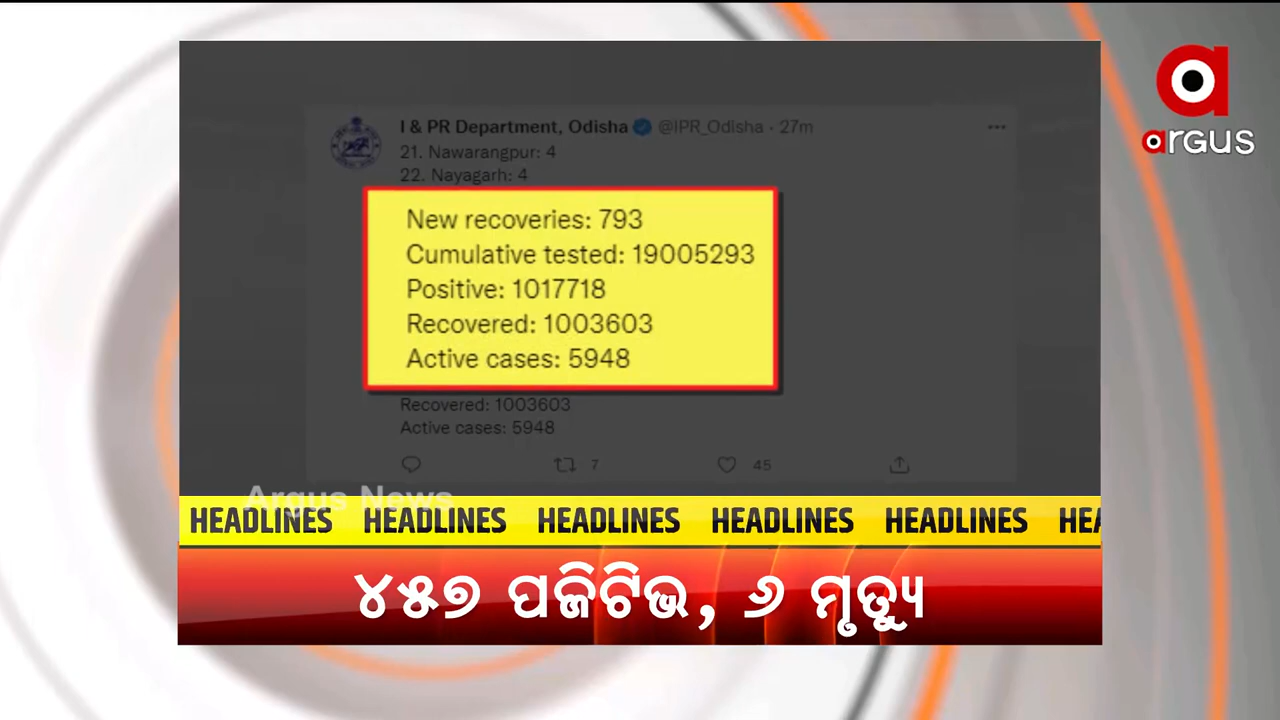 I & PR Department, Odisha @IPR_Odisha · 27m
21. Nawarangpur: 4
22. Nayagarh: 4
New recoveries: 793
Cumulative tested: 19005293
Positive: 1017718
Recovered: 1003603
Active cases: 5948
Recovered: 1003603
Active cases: 5948
7 45
argus
Argus News
HEADLINES HEADLINES HEADLINES HEADLINES HEADLINES HEA
୪୫୭ ପଜିଟିଭ, ୬ ମୃତ୍ୟୁ